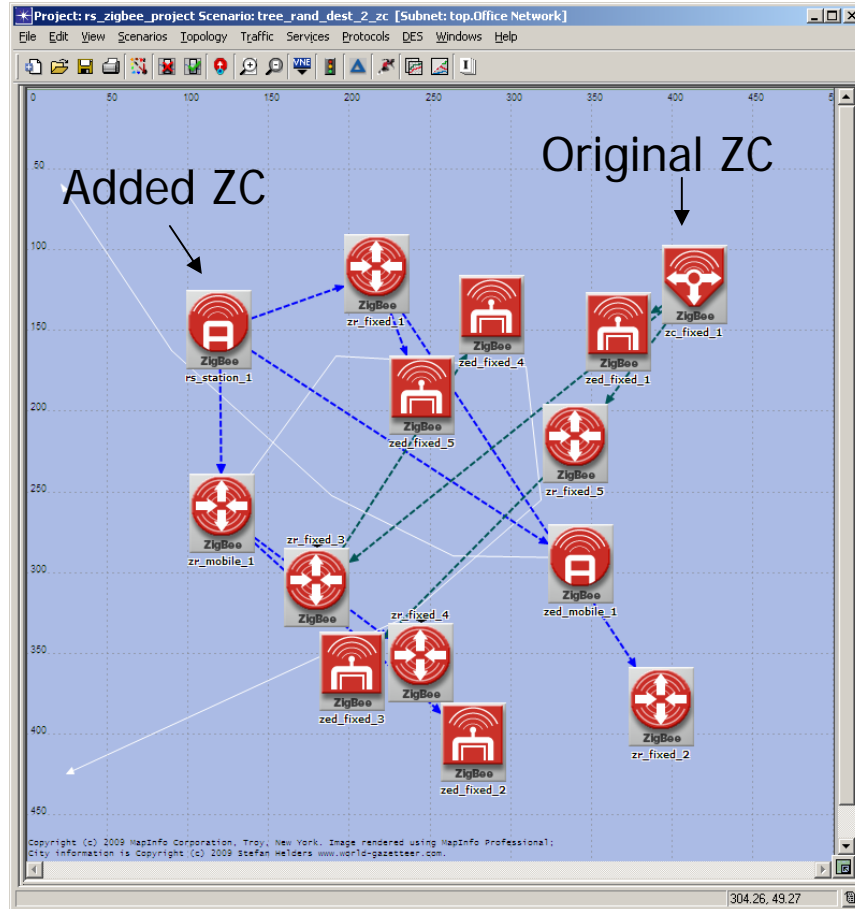 Project: rs_zigbee_project Scenario: tree_rand_dest_2_zc [Subnet: top.Office Network]
File Edit View Scenarios Topology Traffic Services Protocols DES Windows Help
VNE
0 50 100 150 200 250 300 350 400 450 5
50
Original ZC
Added ZC
100
ZigBee
zr_fixed_1
ZigBee
zc_fixed_1
150
ZigBee
zed_fixed_4
ZigBee
zed_fixed_1
ZigBee
rs_station_1
200
ZigBee
zed_fixed_5
ZigBee
zr_fixed_5
250
ZigBee
zr_mobile_1
zr_fixed_3
ZigBee
300
ZigBee
zed_mobile_1
zr_fixed_4
ZigBee
350
ZigBee
zed_fixed_3
ZigBee
zr_fixed_2
400
ZigBee
zed_fixed_2
450
Copyright (c) 2009 MapInfo Corporation, Troy, New York. Image rendered using MapInfo Professional;
City information is Copyright (c) 2009 Stefan Helders www.world-gazetteer.com.
304.26, 49.27